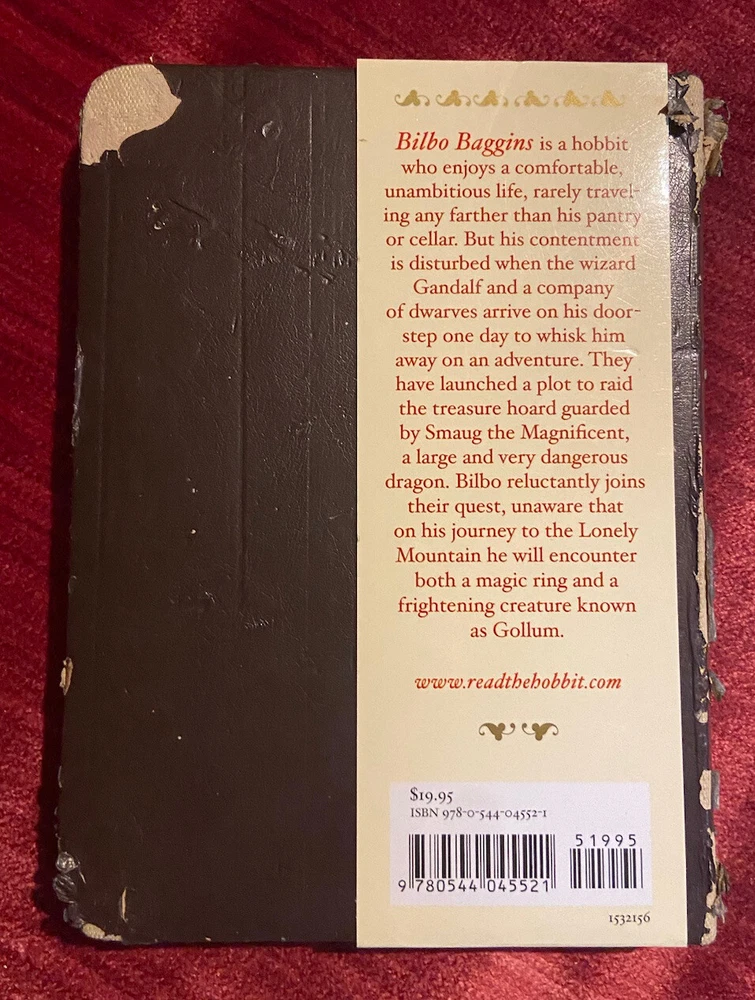 Bilbo Baggins is a hobbit
who enjoys a comfortable,
unambitious life, rarely travel-
ing any farther than his pantry
or cellar. But his contentment
is disturbed when the wizard
Gandalf and a company
of dwarves arrive on his door-
step one day to whisk him
away on an adventure. They
have launched a plot to raid
the treasure hoard guarded
by Smaug the Magnificent,
a large and very dangerous
dragon. Bilbo reluctantly joins
their quest, unaware that
on his journey to the Lonely
Mountain he will encounter
both a magic ring and a
frightening creature known
as Gollum.
www.readthehobbit.com
$19.95
ISBN 978-0-544-04552-1
51995
9 780544 045521
1532156